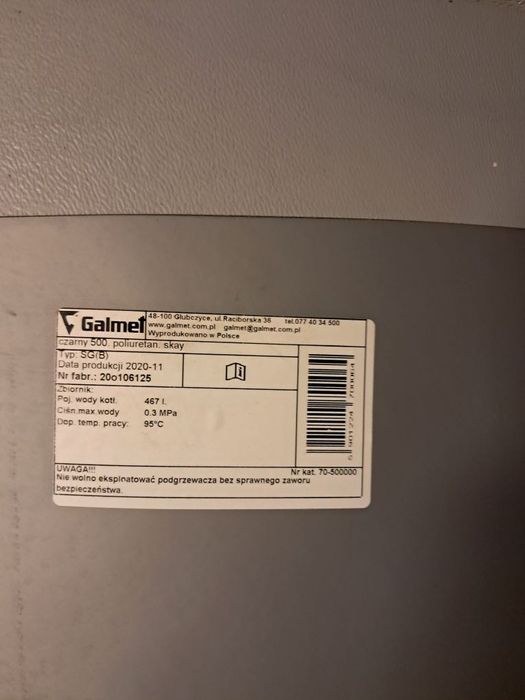 Galmet
48-100 Głubczyce, ul.Raciborska 36 tel.077 40 34 500
www.galmet.com.pl galmet@galmet.com.pl
Wyprodukowano w Polsce
czarny 500. poliuretan. skay
Typ: SG(B)
Data produkcji 2020-11
Nr fabr.: 20o106125
Zbiornik:
Poj. wody kotł. 467 l.
Ciśn.max.wody 0.3 MPa
Dop. temp. pracy: 95°C
Nr kat. 70-500000
UWAGA!!!
Nie wolno eksploatować podgrzewacza bez sprawnego zaworu
bezpieczeństwa.